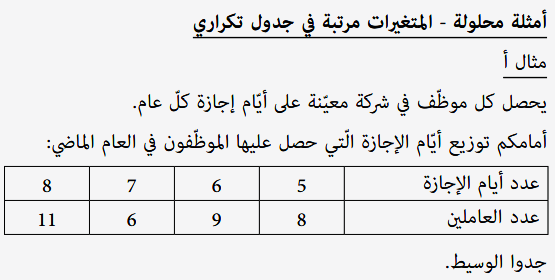 أمثلة محلولة - المتغيرات مرتبة في جدول تكراري
مثال أ
يحصل كل موظّف في شركة معيّنة على أيّام إجازة كلّ عام.
أمامكم توزيع أيّام الإجازة الّتي حصل عليها الموظّفون في العام الماضي:
عدد أيام الإجازة 5 6 7 8
عدد العاملين 8 9 6 11
جدوا الوسيط.